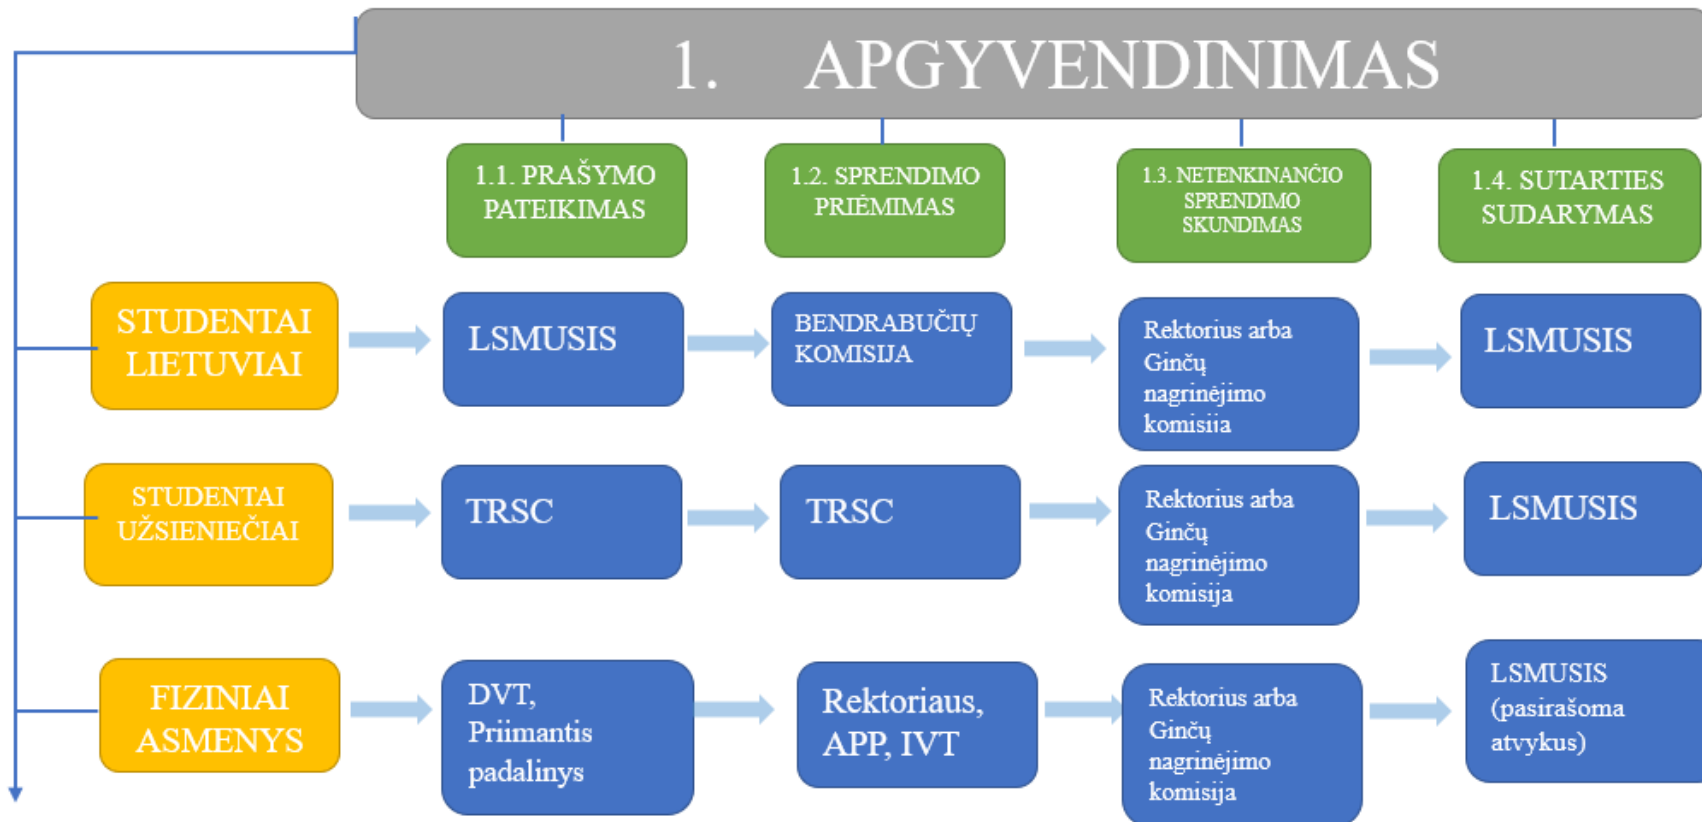 1. APGYVENDINIMAS
1.1. PRAŠYMO
PATEIKIMAS
1.2. SPRENDIMO
PRIĖMIMAS
1.3. NETENKINANČIO
SPRENDIMO
SKUNDIMAS
1.4. SUTARTIES
SUDARYMAS
STUDENTAI
LIETUVIAI
LSMUSIS
BENDRABUČIŲ
KOMISIJA
Rektorius arba
Ginčų
nagrinėjimo
komisija
LSMUSIS
STUDENTAI
UŽSIENIEČIAI
TRSC
TRSC
Rektorius arba
Ginčų
nagrinėjimo
komisija
LSMUSIS
FIZINIAI
ASMENYS
DVT,
Priimantis
padalinys
Rektoriaus,
APP, IVT
Rektorius arba
Ginčų
nagrinėjimo
komisija
LSMUSIS
(pasirašoma
atvykus)